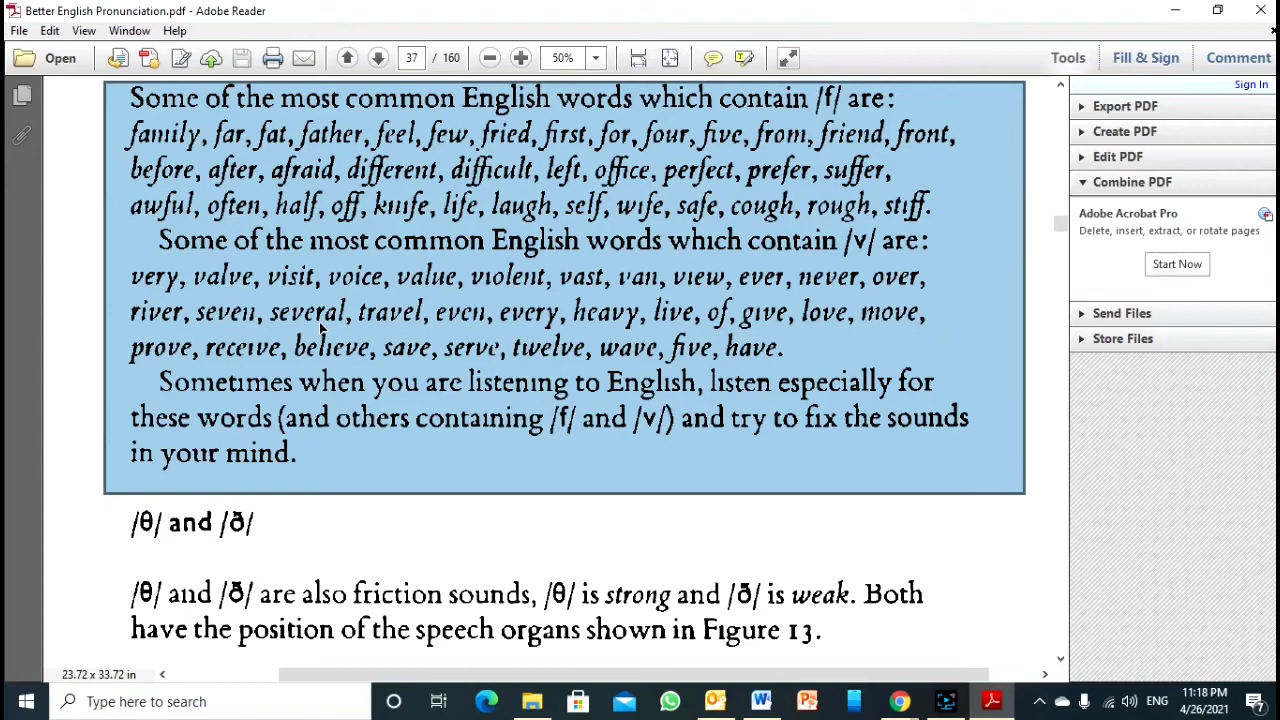 Better English Pronunciation.pdf - Adobe Reader
File Edit View Window Help
Open 37 / 160 50% Tools Fill & Sign Comment
Sign In
Some of the most common English words which contain /f/ are:
family, far, fat, father, feel, few, fried, first, for, four, five, from, friend, front,
before, after, afraid, different, difficult, left, office, perfect, prefer, suffer,
awful, often, half, off, knife, life, laugh, self, wife, safe, cough, rough, stiff.
Some of the most common English words which contain /v/ are:
very, valve, visit, voice, value, violent, vast, van, view, ever, never, over,
river, seven, several, travel, even, every, heavy, live, of, give, love, move,
prove, receive, believe, save, serve, twelve, wave, five, have.
Sometimes when you are listening to English, listen especially for
these words (and others containing /f/ and /v/) and try to fix the sounds
in your mind.
/θ/ and /ð/
/θ/ and /ð/ are also friction sounds, /θ/ is strong and /ð/ is weak. Both
have the position of the speech organs shown in Figure 13.
Export PDF
Create PDF
Edit PDF
Combine PDF
Adobe Acrobat Pro
Delete, insert, extract, or rotate pages
Start Now
Send Files
Store Files
23.72 x 33.72 in
Type here to search
ENG
11:18 PM
4/26/2021
7